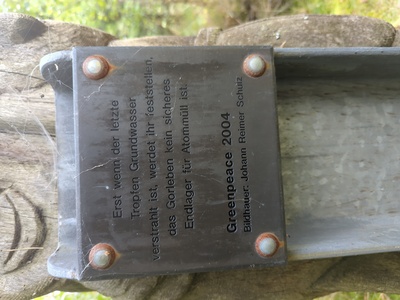 Erst wenn der letzte
Tropfen Grundwasser
verstrahlt ist, werdet ihr feststellen,
das Gorleben kein sicheres
Endlager für Atommüll ist.
Greenpeace 2004
Bildhauer: Johann Reimer Schulz